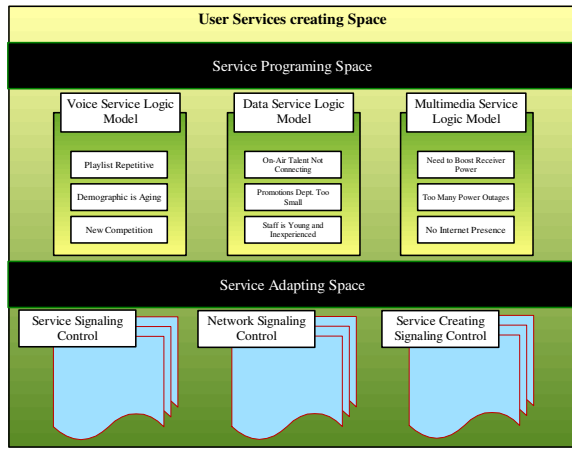 User Services creating Space
Service Programing Space
Voice Service Logic
Model
Data Service Logic
Model
Multimedia Service
Logic Model
Playlist Repetitive
Demographic is Aging
New Competition
On-Air Talent Not
Connecting
Promotions Dept. Too
Small
Staff is Young and
Inexperienced
Need to Boost Receiver
Power
Too Many Power Outages
No Internet Presence
Service Adapting Space
Service Signaling
Control
Network Signaling
Control
Service Creating
Signaling Control